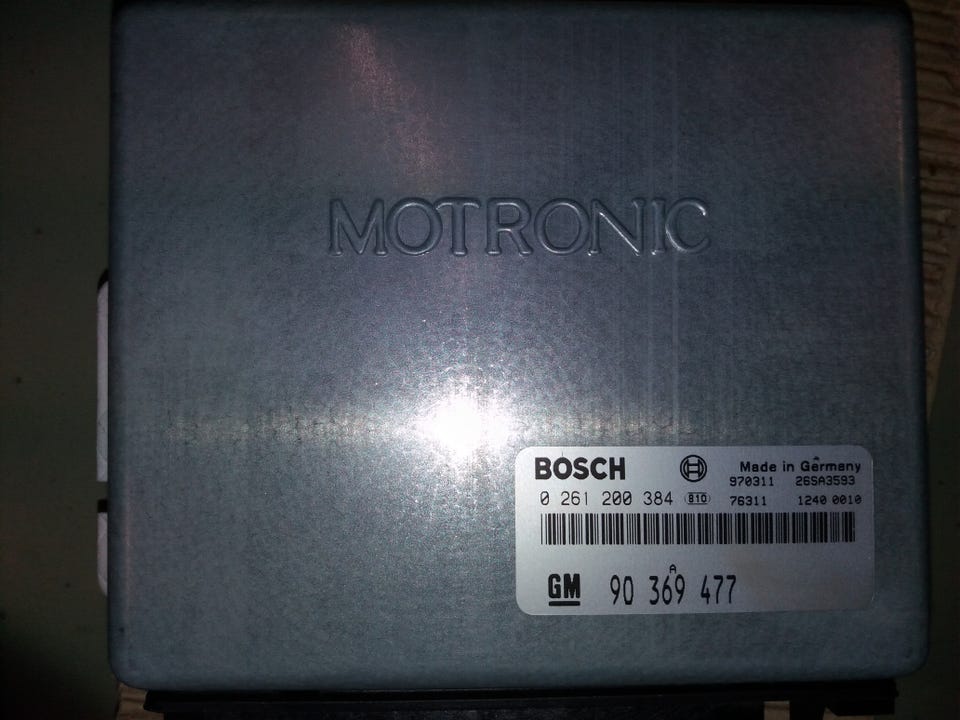 MOTRONIC
BOSCH Made in Germany
970311 26SA3593
0 261 200 384 810 76311 1240 0010
A
GM 90 369 477